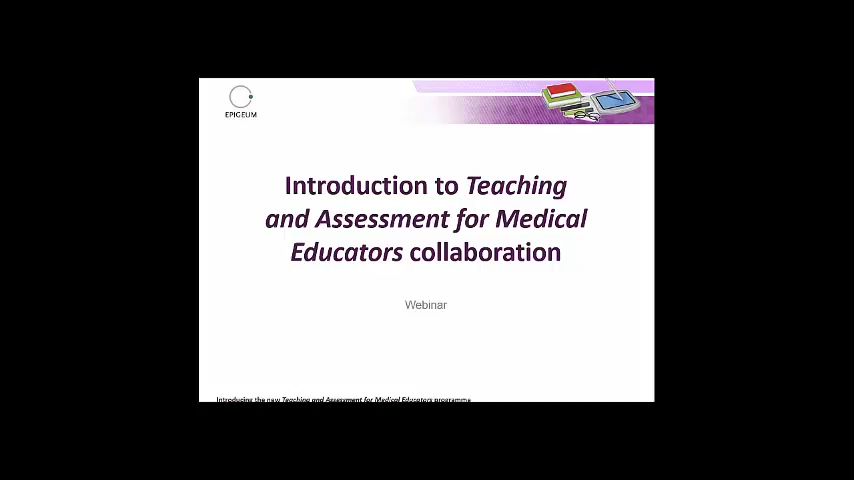 EPIGEUM
Introduction to Teaching
and Assessment for Medical
Educators collaboration
Webinar
Introducing the new Teaching and Assessment for Medical Educators programme